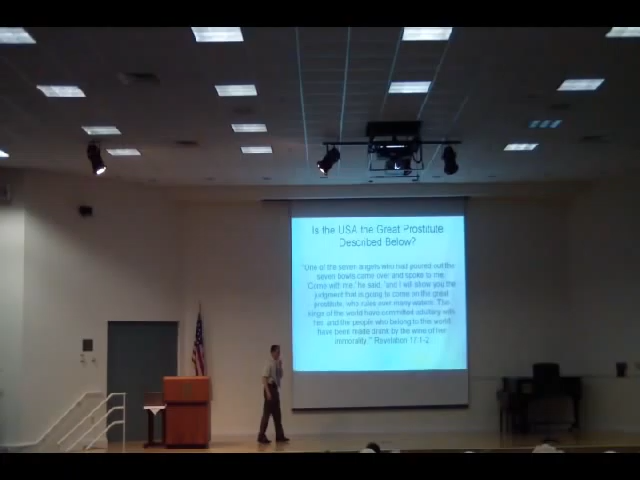 Is the USA the Great Prostitute
Described Below?
"One of the seven angels who had poured out the
seven bowls came over and spoke to me.
'Come with me,' he said, 'and I will show you the
judgment that is going to come on the great
prostitute, who rules over many waters. The
kings of the world have committed adultery with
her, and the people who belong to this world
have been made drunk by the wine of her
immorality.'" Revelation 17:1-2